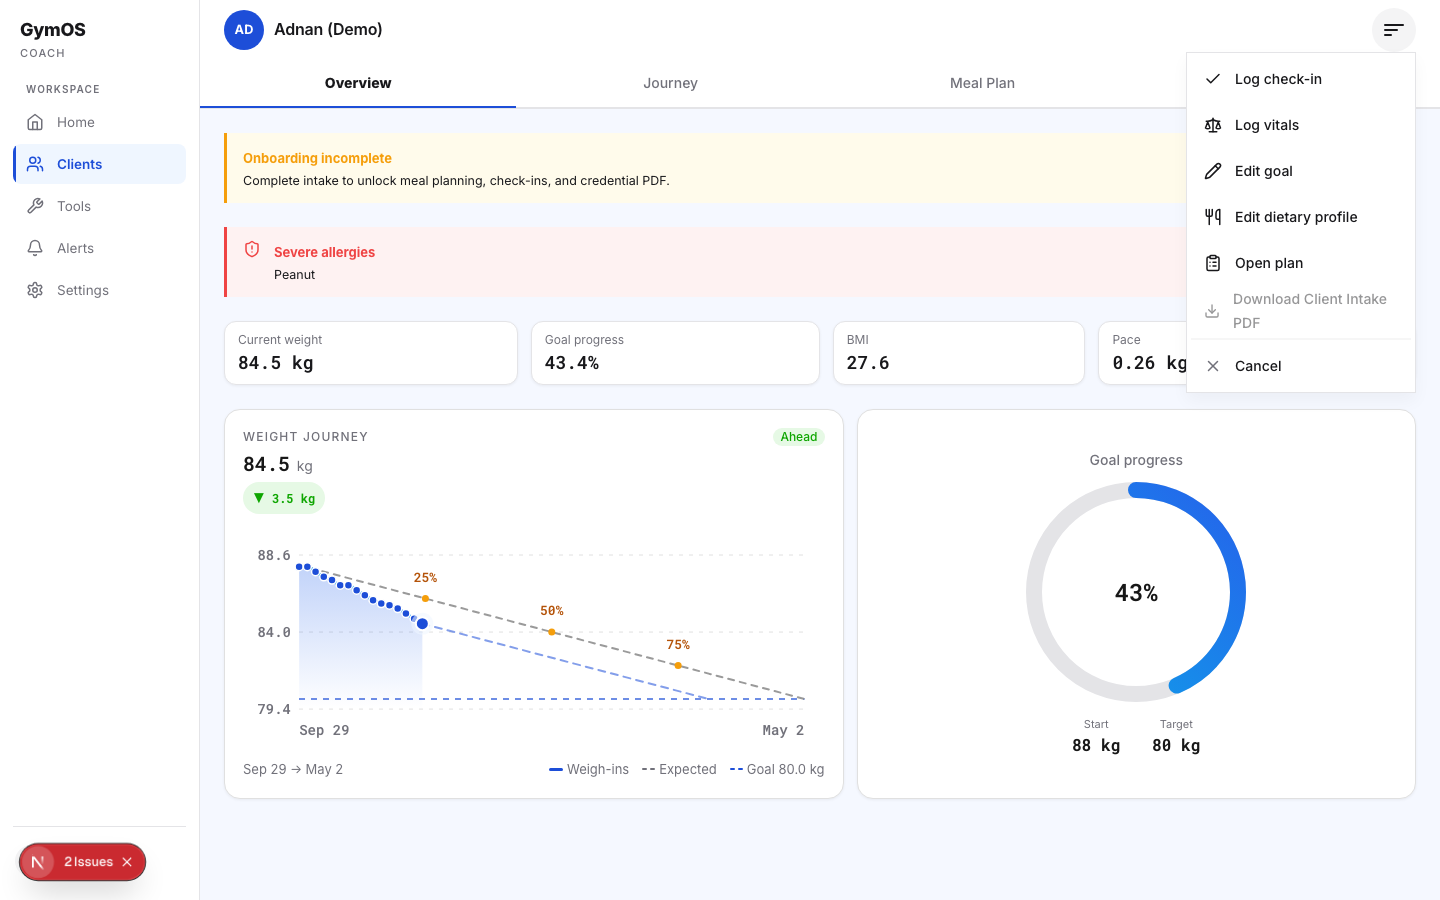 GymOS
COACH
WORKSPACE
Home
Clients
Tools
Alerts
Settings
2 Issues
AD
Adnan (Demo)
Overview
Journey
Meal Plan
Log check-in
Log vitals
Edit goal
Edit dietary profile
Open plan
Download Client Intake
PDF
Cancel
Onboarding incomplete
Complete intake to unlock meal planning, check-ins, and credential PDF.
Severe allergies
Peanut
Current weight
84.5 kg
Goal progress
43.4%
BMI
27.6
Pace
0.26 kg
WEIGHT JOURNEY
Ahead
84.5 kg
▼ 3.5 kg
88.6
84.0
79.4
25%
50%
75%
Sep 29
May 2
Sep 29 → May 2
Weigh-ins
Expected
Goal 80.0 kg
Goal progress
43%
Start
88 kg
Target
80 kg